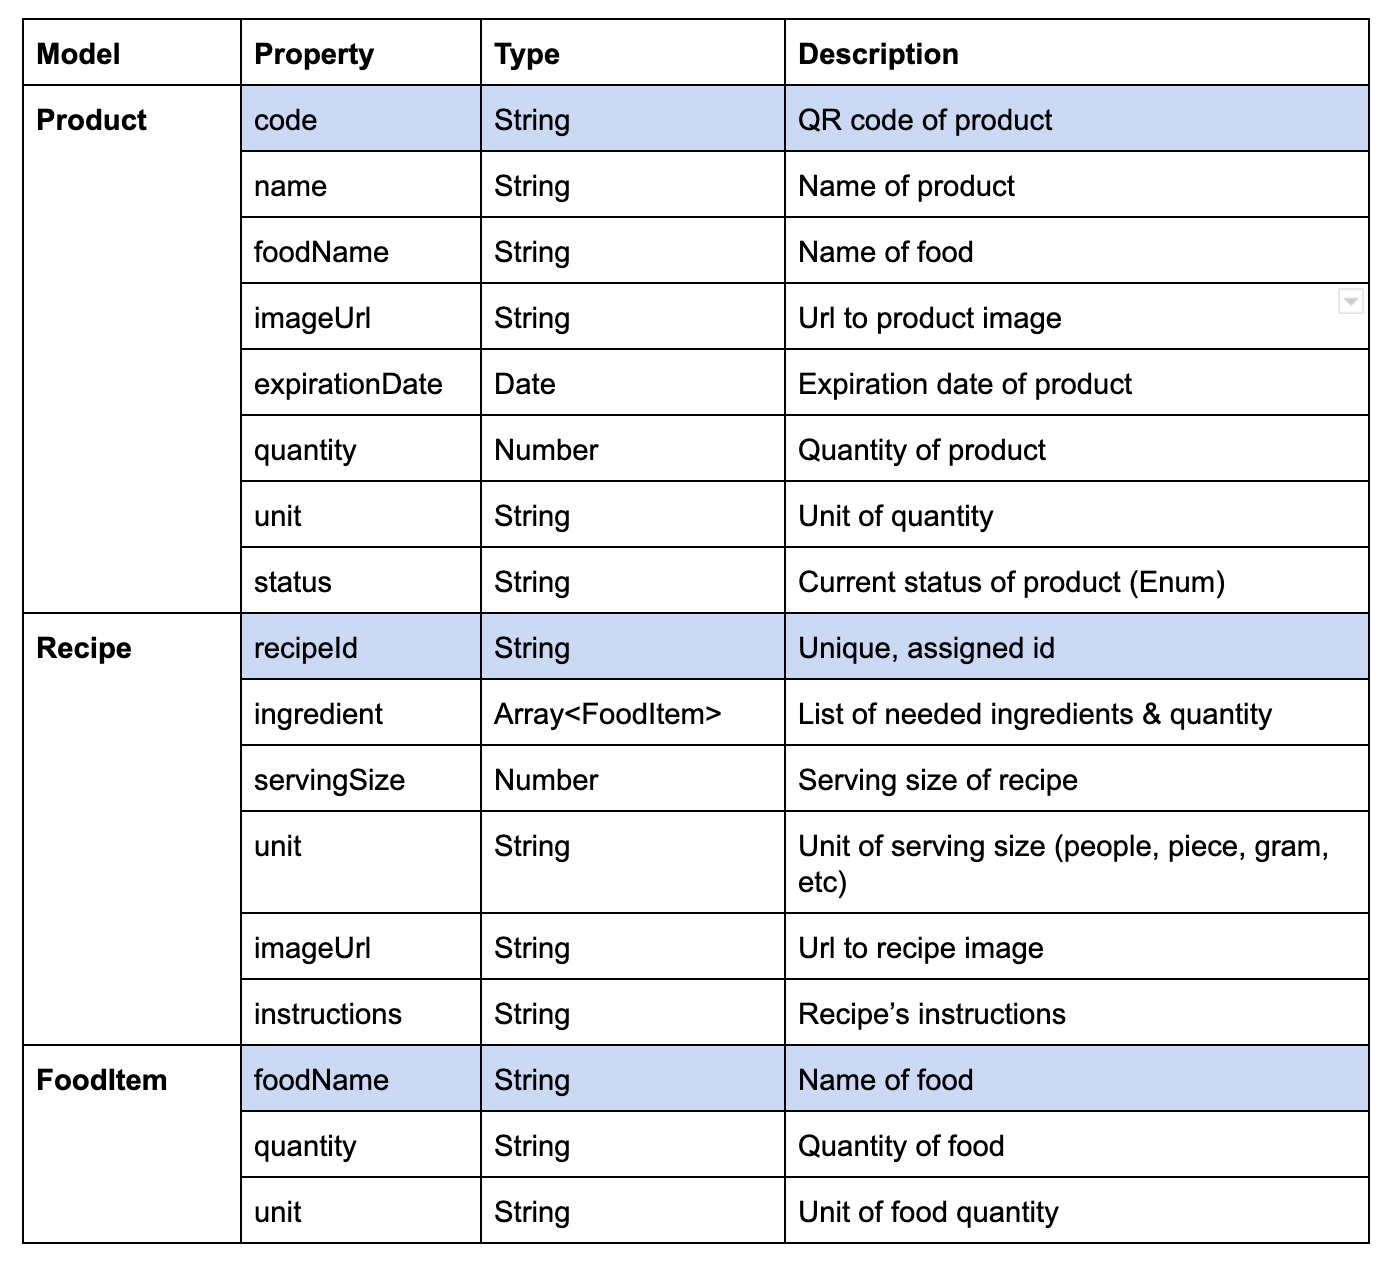 Model Property Type Description
Product code String QR code of product
name String Name of product
foodName String Name of food
imageUrl String Url to product image
expirationDate Date Expiration date of product
quantity Number Quantity of product
unit String Unit of quantity
status String Current status of product (Enum)
Recipe recipeId String Unique, assigned id
ingredient Array<FoodItem> List of needed ingredients & quantity
servingSize Number Serving size of recipe
unit String Unit of serving size (people, piece, gram,
etc)
imageUrl String Url to recipe image
instructions String Recipe’s instructions
FoodItem foodName String Name of food
quantity String Quantity of food
unit String Unit of food quantity